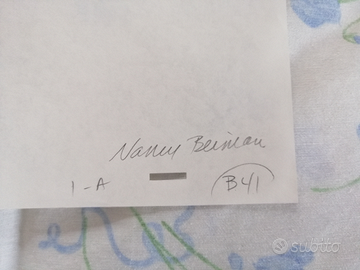 Nancy Beiman
1-A B41
subito